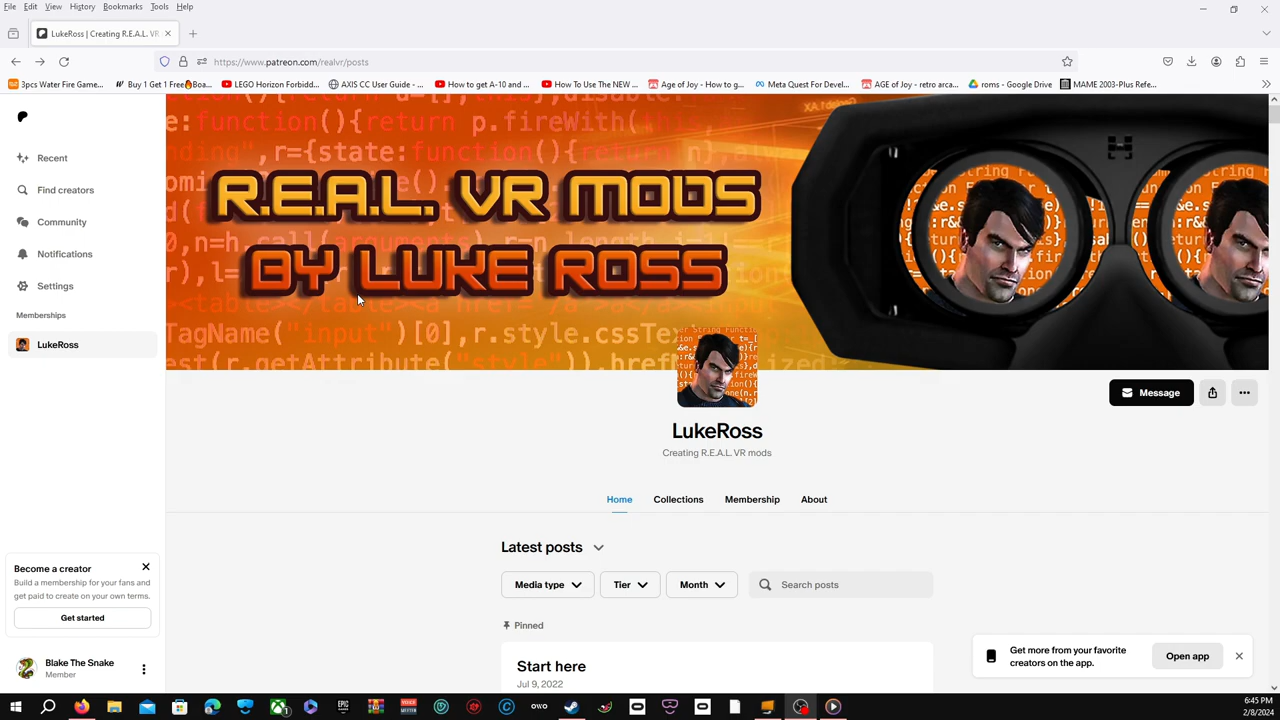 File Edit View History Bookmarks Tools Help
LukeRoss | Creating R.E.A.L. VR
https://www.patreon.com/realvr/posts
3pcs Water Fire Game...
Buy 1 Get 1 Free🔥Boa...
LEGO Horizon Forbidd...
AXIS CC User Guide - ...
How to get A-10 and ...
How To Use The NEW ...
Age of Joy - How to g...
Meta Quest For Devel...
AGE of Joy - retro arca...
roms - Google Drive
MAME 2003-Plus Refe...
R.E.A.L. VR MODS
BY LUKE ROSS
Recent
Find creators
Community
Notifications
Settings
Memberships
LukeRoss
Message
LukeRoss
Creating R.E.A.L. VR mods
Home Collections Membership About
Latest posts
Media type Tier Month Search posts
Pinned
Start here
Jul 9, 2022
Become a creator
Build a membership for your fans and
get paid to create on your own terms.
Get started
Blake The Snake
Member
Get more from your favorite
creators on the app.
Open app
6:45 PM
2/8/2024